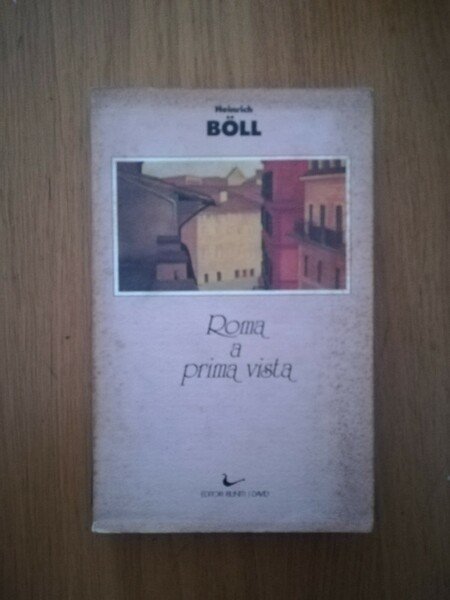 Heinrich
BÖLL
Roma
a
prima vista
EDITORI RIUNITI I DAVID